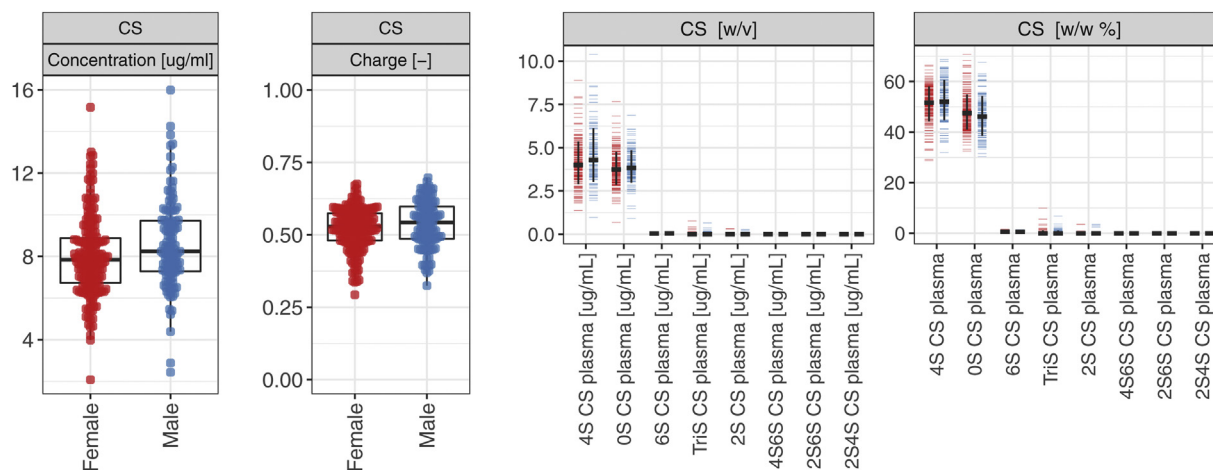 CS
Concentration [ug/ml]
16
12
8
4
Female
Male
CS
Charge [−]
1.00
0.75
0.50
0.25
0.00
Female
Male
CS [w/v]
10.0
7.5
5.0
2.5
0.0
4S CS plasma [ug/mL]
0S CS plasma [ug/mL]
6S CS plasma [ug/mL]
TriS CS plasma [ug/mL]
2S CS plasma [ug/mL]
4S6S CS plasma [ug/mL]
2S6S CS plasma [ug/mL]
2S4S CS plasma [ug/mL]
CS [w/w %]
60
40
20
0
4S CS plasma
0S CS plasma
6S CS plasma
TriS CS plasma
2S CS plasma
4S6S CS plasma
2S6S CS plasma
2S4S CS plasma